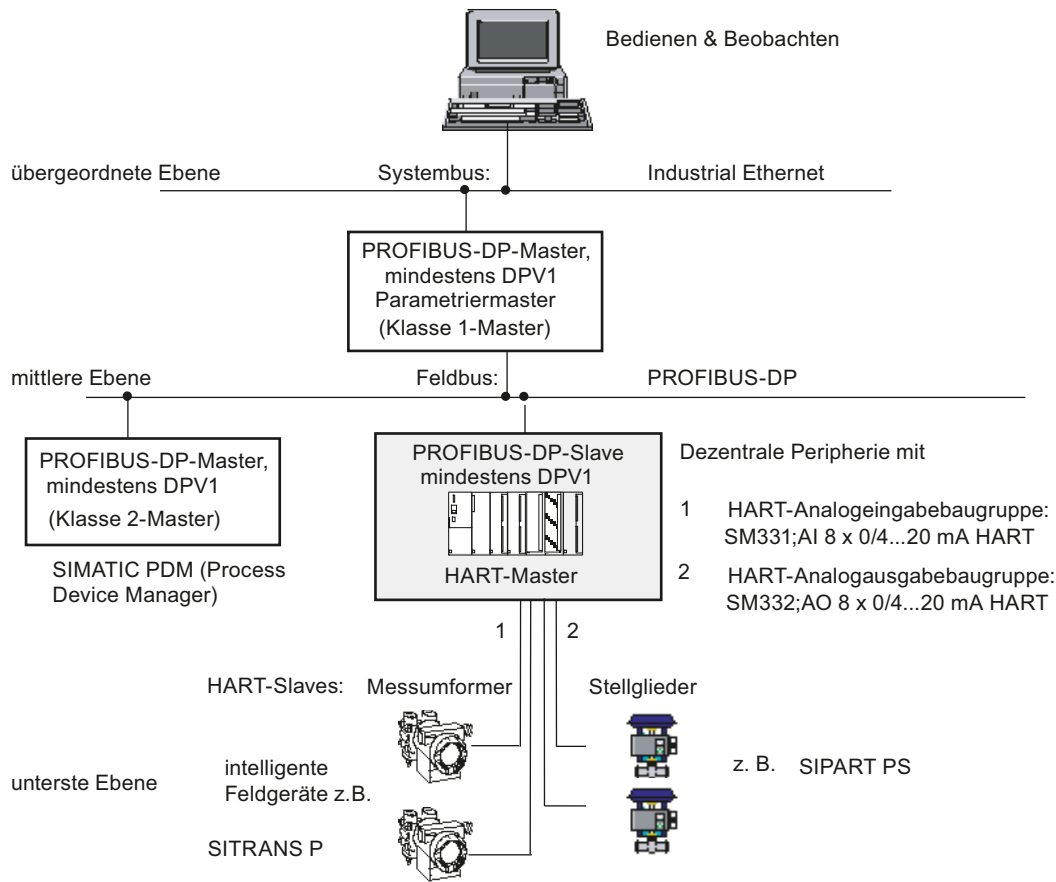 Bedienen & Beobachten
übergeordnete Ebene
Systembus:
Industrial Ethernet
PROFIBUS-DP-Master,
mindestens DPV1
Parametriermaster
(Klasse 1-Master)
mittlere Ebene
Feldbus:
PROFIBUS-DP
PROFIBUS-DP-Master,
mindestens DPV1
(Klasse 2-Master)
SIMATIC PDM (Process
Device Manager)
PROFIBUS-DP-Slave
mindestens DPV1
HART-Master
Dezentrale Peripherie mit
1 HART-Analogeingabebaugruppe:
SM331;AI 8 x 0/4...20 mA HART
2 HART-Analogausgabebaugruppe:
SM332;AO 8 x 0/4...20 mA HART
1
2
HART-Slaves:
Messumformer
Stellglieder
unterste Ebene
intelligente
Feldgeräte z.B.
SITRANS P
z. B. SIPART PS